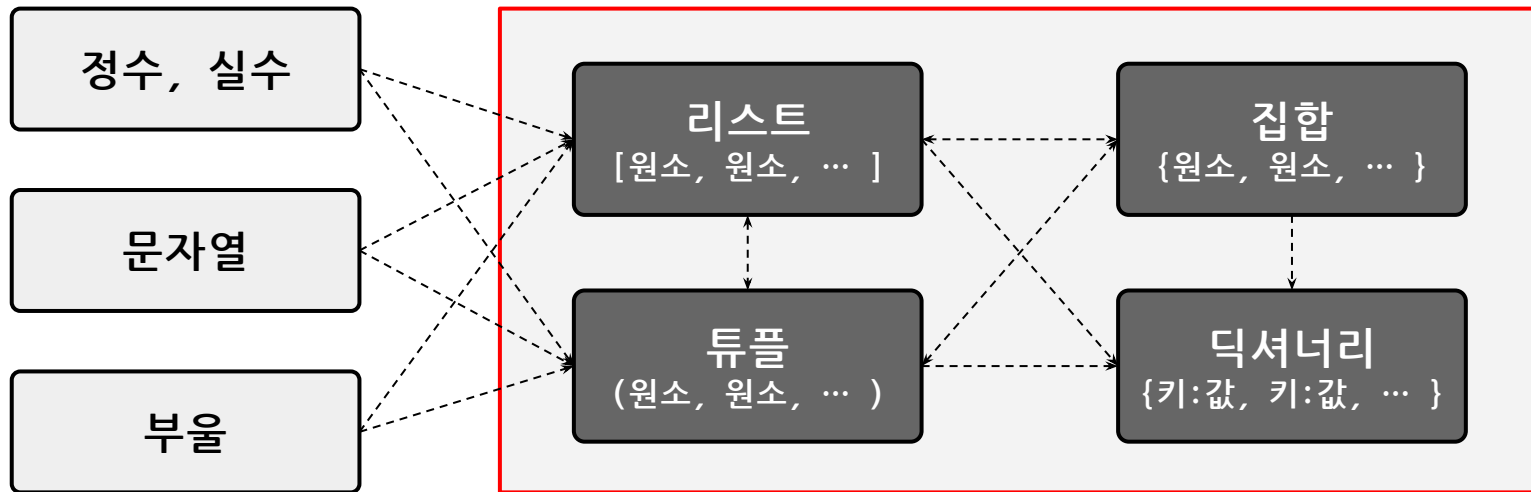 정수, 실수
문자열
부울
리스트
[원소, 원소, … ]
튜플
(원소, 원소, … )
집합
{원소, 원소, … }
딕셔너리
{키:값, 키:값, … }